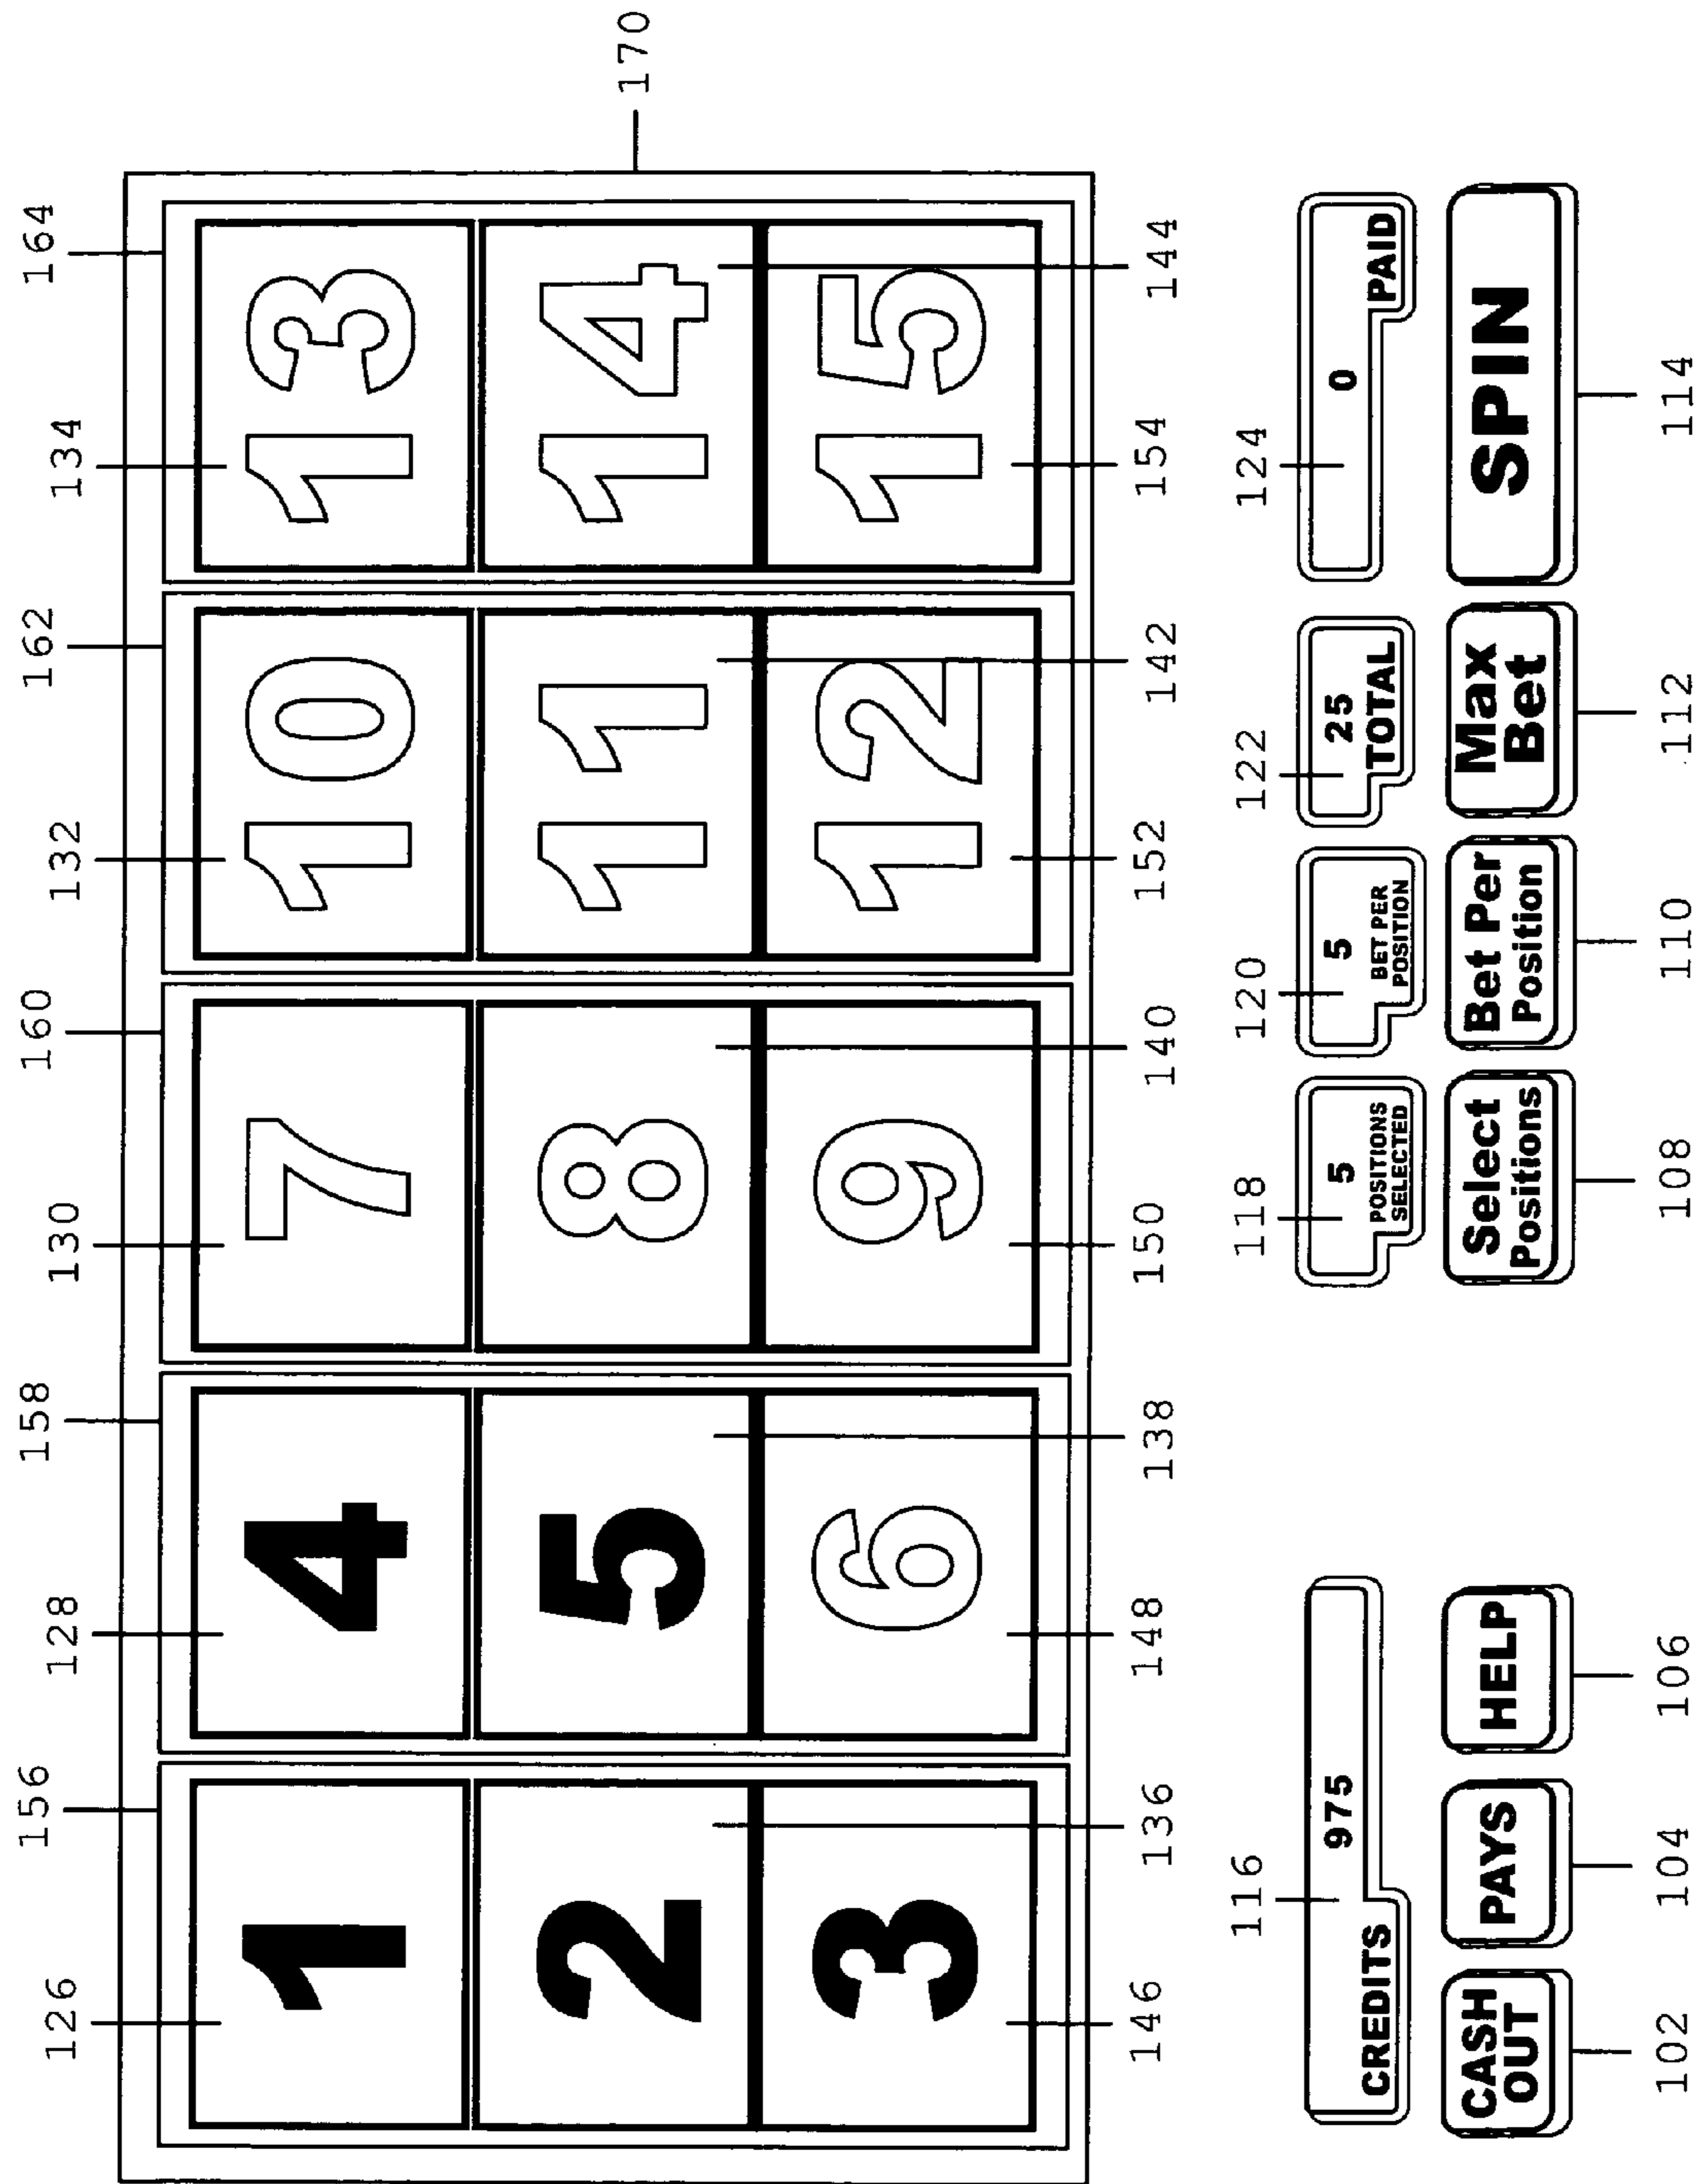 156 158 160 162 164
126 128 130 132 134
170
1 4 7 10 13
2 5 8 11 14
3 6 9 12 15
136 138 140 142 144
146 148 150 152 154
116 118 120 122 124
975 5 5 25 0
CREDITS POSITIONS SELECTED BET PER POSITION TOTAL PAID
CASH OUT PAYS HELP Select Positions Bet Per Position Max Bet SPIN
102 104 106 108 110 112 114